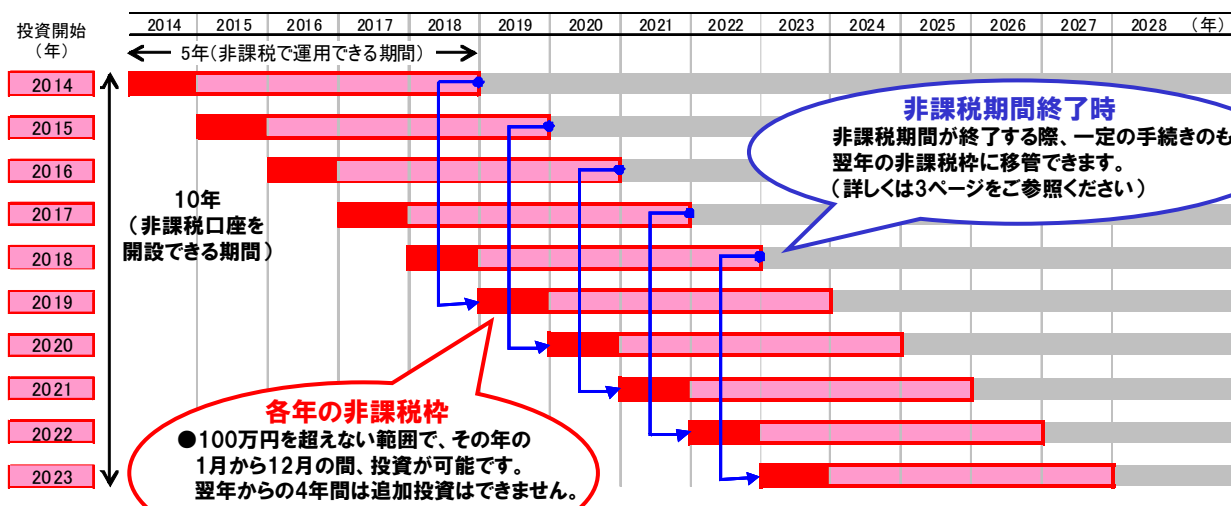 投資開始
(年)
2014 2015 2016 2017 2018 2019 2020 2021 2022 2023 2024 2025 2026 2027 2028 (年)
5年(非課税で運用できる期間)
2014
2015
2016
2017
2018
2019
2020
2021
2022
2023
10年
(非課税口座を
開設できる期間)
非課税期間終了時
非課税期間が終了する際、一定の手続きのも
翌年の非課税枠に移管できます。
(詳しくは3ページをご参照ください)
各年の非課税枠
●100万円を超えない範囲で、その年の
1月から12月の間、投資が可能です。
翌年からの4年間は追加投資はできません。